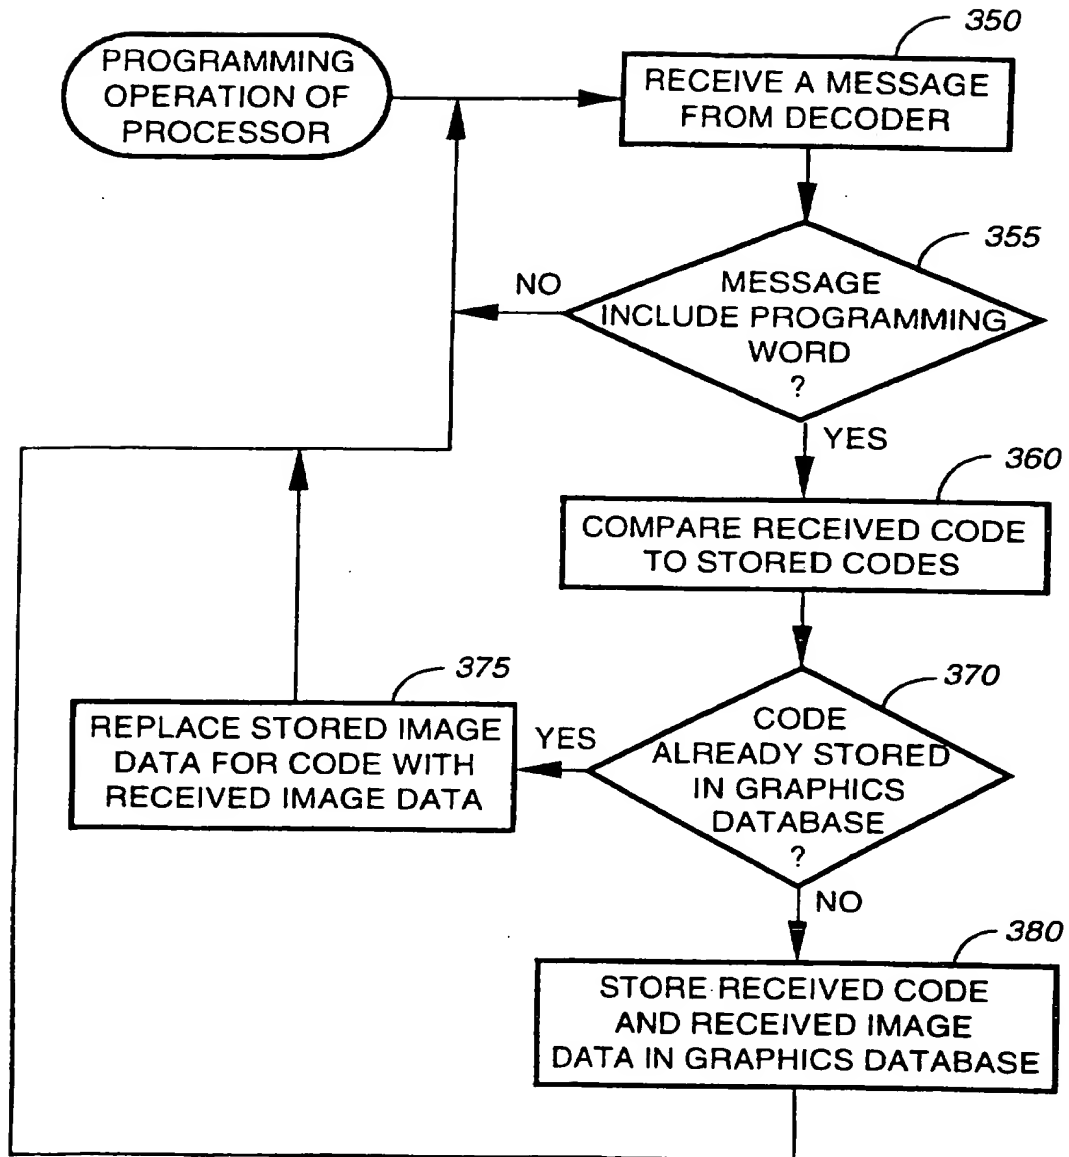 350
PROGRAMMING
OPERATION OF
PROCESSOR
RECEIVE A MESSAGE
FROM DECODER
355
MESSAGE
INCLUDE PROGRAMMING
WORD
?
NO
YES
360
COMPARE RECEIVED CODE
TO STORED CODES
370
CODE
ALREADY STORED
IN GRAPHICS
DATABASE
?
YES
375
REPLACE STORED IMAGE
DATA FOR CODE WITH
RECEIVED IMAGE DATA
NO
380
STORE RECEIVED CODE
AND RECEIVED IMAGE
DATA IN GRAPHICS DATABASE